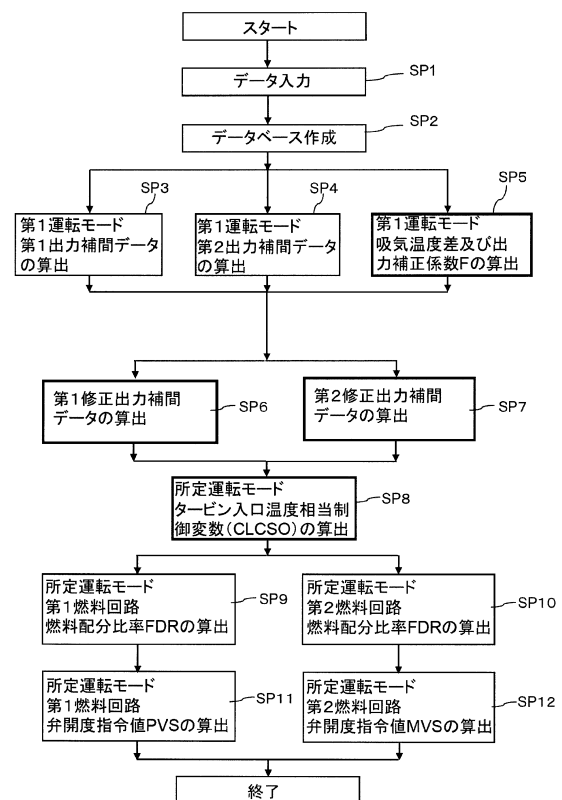 スタート
データ入力
SP1
データベース作成
SP2
第1運転モード
第1出力補間データ
の算出
SP3
第1運転モード
第2出力補間データ
の算出
SP4
第1運転モード
吸気温度差及び出
力補正係数Fの算出
SP5
第1修正出力補間
データの算出
SP6
第2修正出力補間
データの算出
SP7
所定運転モード
タービン入口温度相当制
御変数(CLCSO)の算出
SP8
所定運転モード
第1燃料回路
燃料配分比率FDRの算出
SP9
所定運転モード
第2燃料回路
燃料配分比率FDRの算出
SP10
所定運転モード
第1燃料回路
弁開度指令値PVSの算出
SP11
所定運転モード
第2燃料回路
弁開度指令値MVSの算出
SP12
終了